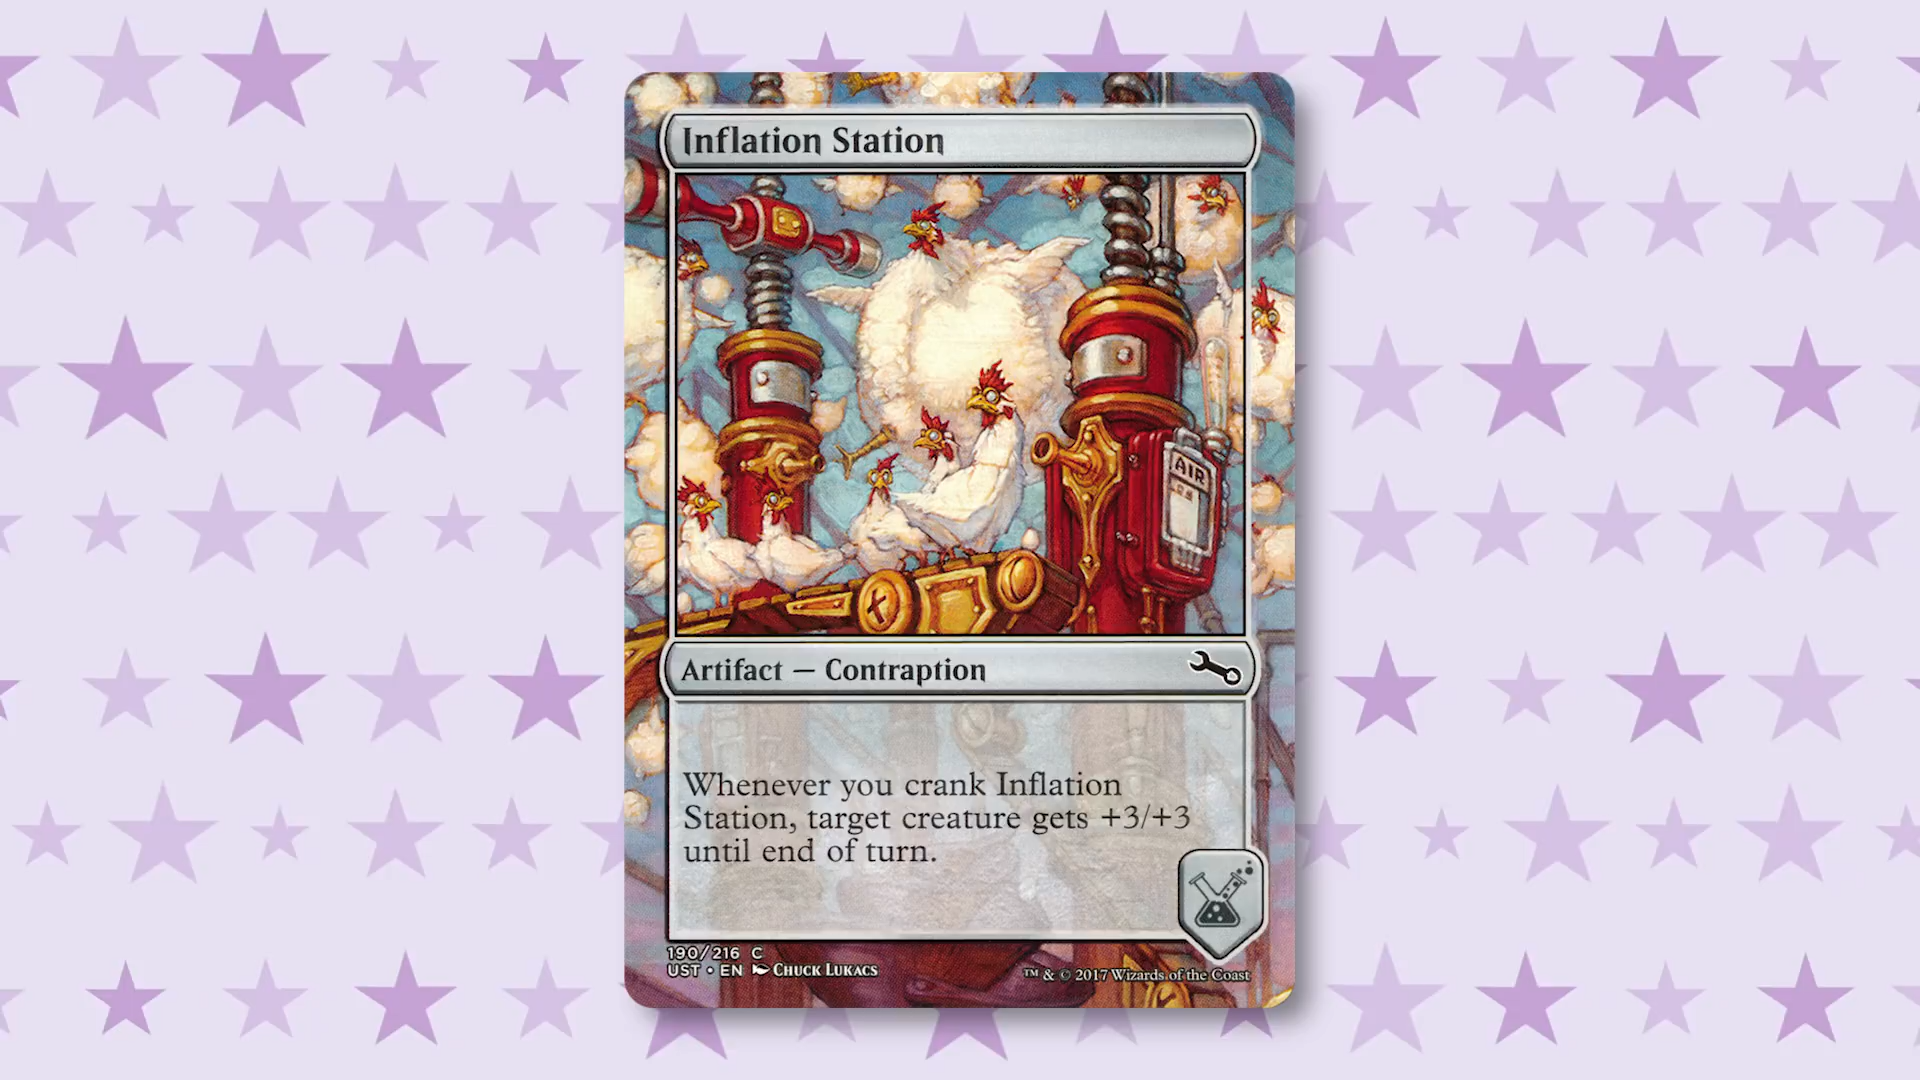 Inflation Station
AIR
Artifact — Contraption
Whenever you crank Inflation
Station, target creature gets +3/+3
until end of turn.
190/216 C
UST • EN Chuck Lukacs
™ & © 2017 Wizards of the Coast